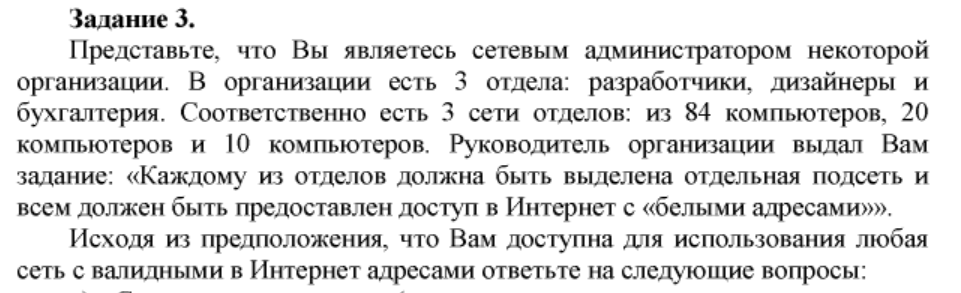 Задание 3.
Представьте, что Вы являетесь сетевым администратором некоторой
организации. В организации есть 3 отдела: разработчики, дизайнеры и
бухгалтерия. Соответственно есть 3 сети отделов: из 84 компьютеров, 20
компьютеров и 10 компьютеров. Руководитель организации выдал Вам
задание: «Каждому из отделов должна быть выделена отдельная подсеть и
всем должен быть предоставлен доступ в Интернет с «белыми адресами»».
Исходя из предположения, что Вам доступна для использования любая
сеть с валидными в Интернет адресами ответьте на следующие вопросы: